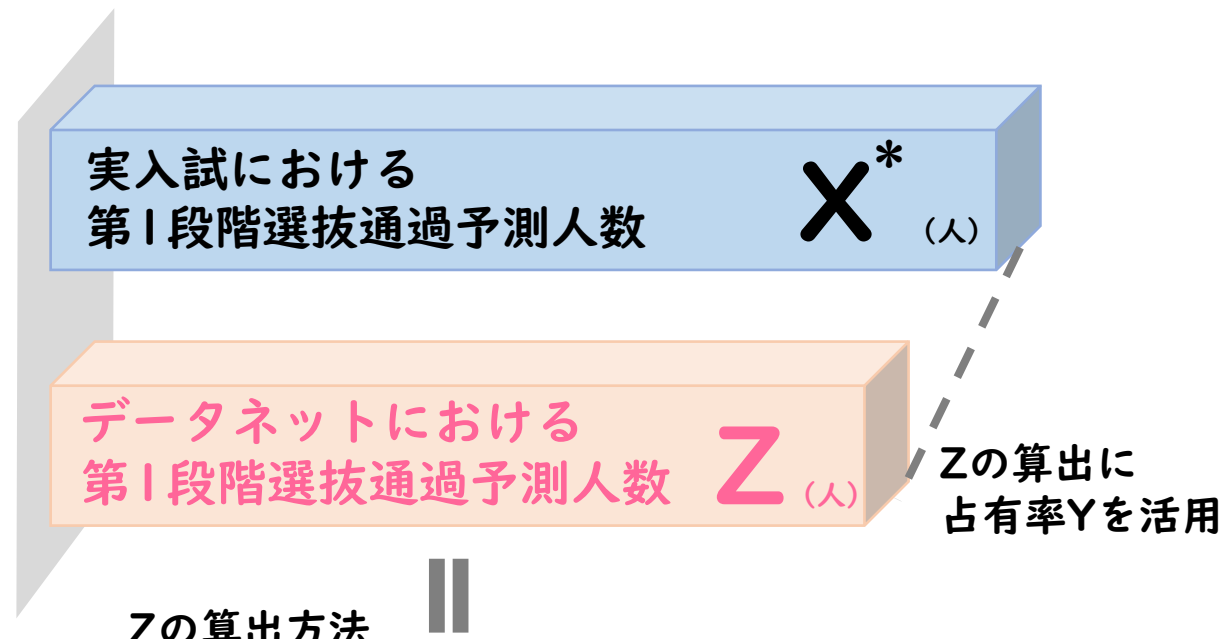 実入試における
第1段階選抜通過予測人数 X* (人)
データネットにおける
第1段階選抜通過予測人数 Z (人)
Zの算出に
占有率Yを活用
Zの算出方法